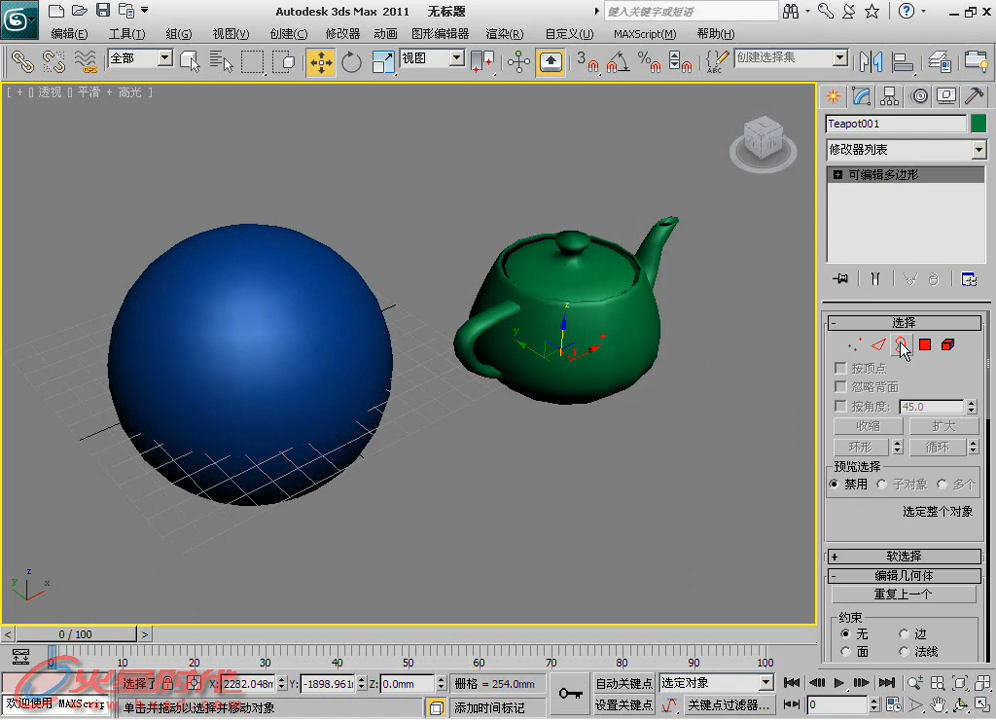 Autodesk 3ds Max 2011 无标题
键入关键字或短语
编辑(E) 工具(T) 组(G) 视图(V) 创建(C) 修改器 动画 图形编辑器 渲染(R) 自定义(U) MAXScript(M) 帮助(H)
全部 视图 3 % ABC 创建选择集
[ + [] 透视 [] 平滑 + 高光 ]
Teapot001
修改器列表
可编辑多边形
选择
按顶点
忽略背面
按角度: 45.0
收缩 扩大
环形 循环
预览选择
禁用 子对象 多个
选定整个对象
软选择
编辑几何体
重复上一个
约束
无 边
面 法线
z
y
z
y x
< 0 / 100 >
0 10 20 30 40 50 60 70 80 90 100
选择了 X: 2282.048m Y: -1898.961 Z: 0.0mm 栅格 = 254.0mm 自动关键点 选定对象
欢迎使用 MAXScri 单击并拖动以选择并移动对象 添加时间标记 设置关键点 关键点过滤器... 0